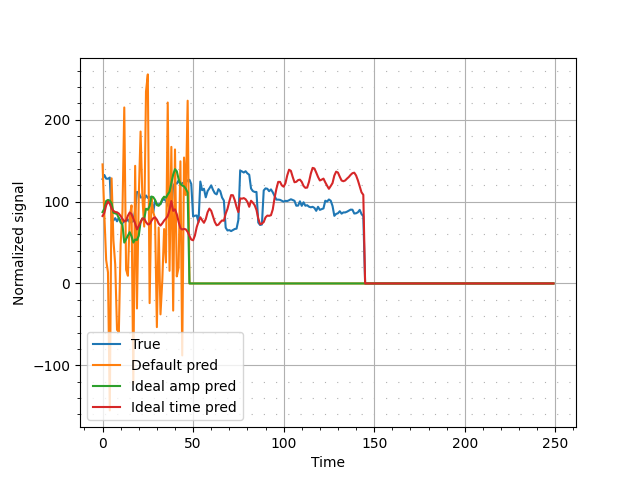 Normalized signal
200
100
0
−100
True
Default pred
Ideal amp pred
Ideal time pred
0
50
100
150
200
250
Time